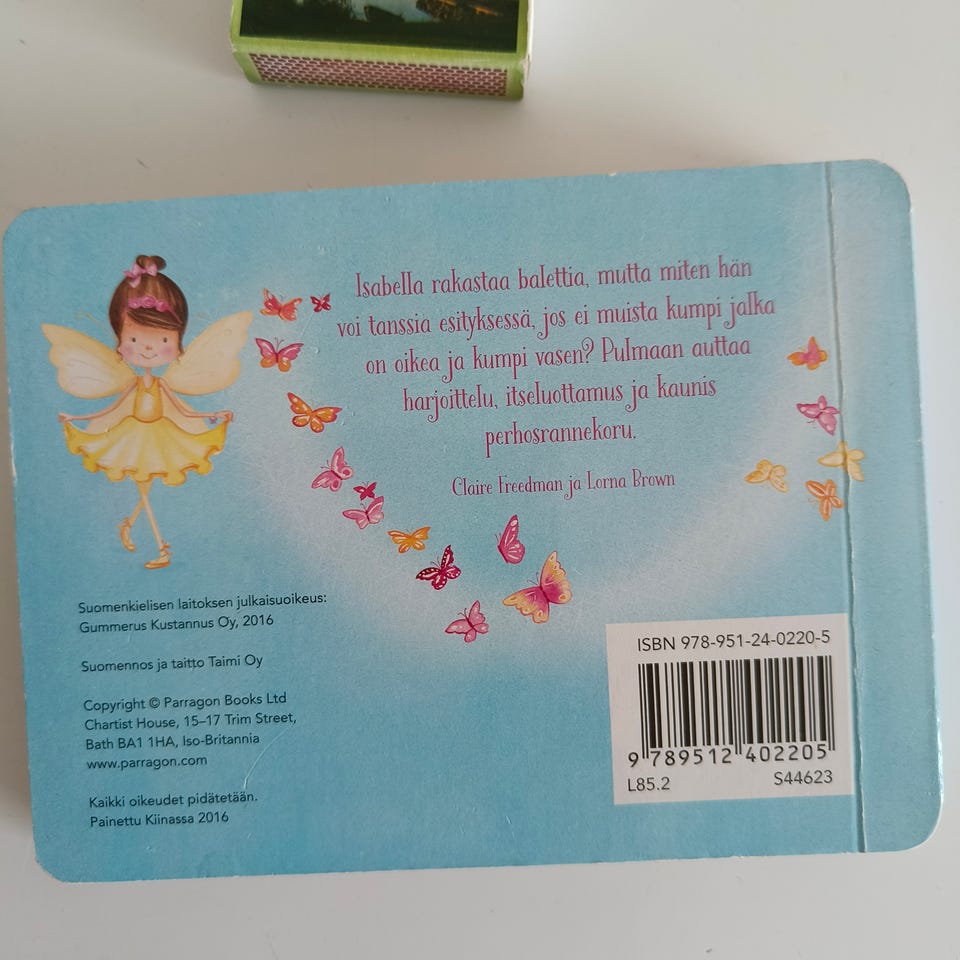 Isabella rakastaa balettia, mutta miten hän
voi tanssia esityksessä, jos ei muista kumpi jalka
on oikea ja kumpi vasen? Pulmaan auttaa
harjoittelu, itseluottamus ja kaunis
perhosrannekoru.
Claire Freedman ja Lorna Brown
Suomenkielisen laitoksen julkaisuoikeus:
Gummerus Kustannus Oy, 2016
Suomennos ja taitto Taimi Oy
Copyright © Parragon Books Ltd
Chartist House, 15–17 Trim Street,
Bath BA1 1HA, Iso-Britannia
www.parragon.com
Kaikki oikeudet pidätetään.
Painettu Kiinassa 2016
ISBN 978-951-24-0220-5
9 789512 402205
L85.2 S44623